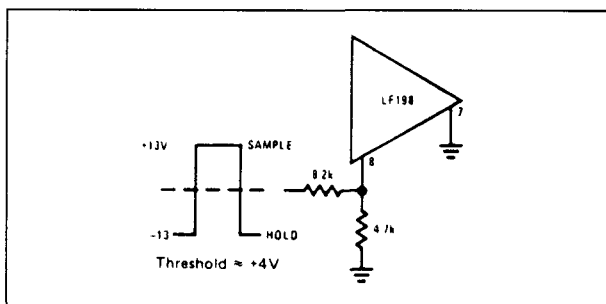 LF198
7
8
+13V
SAMPLE
8.2k
4.7k
-13
HOLD
Threshold ≈ +4V